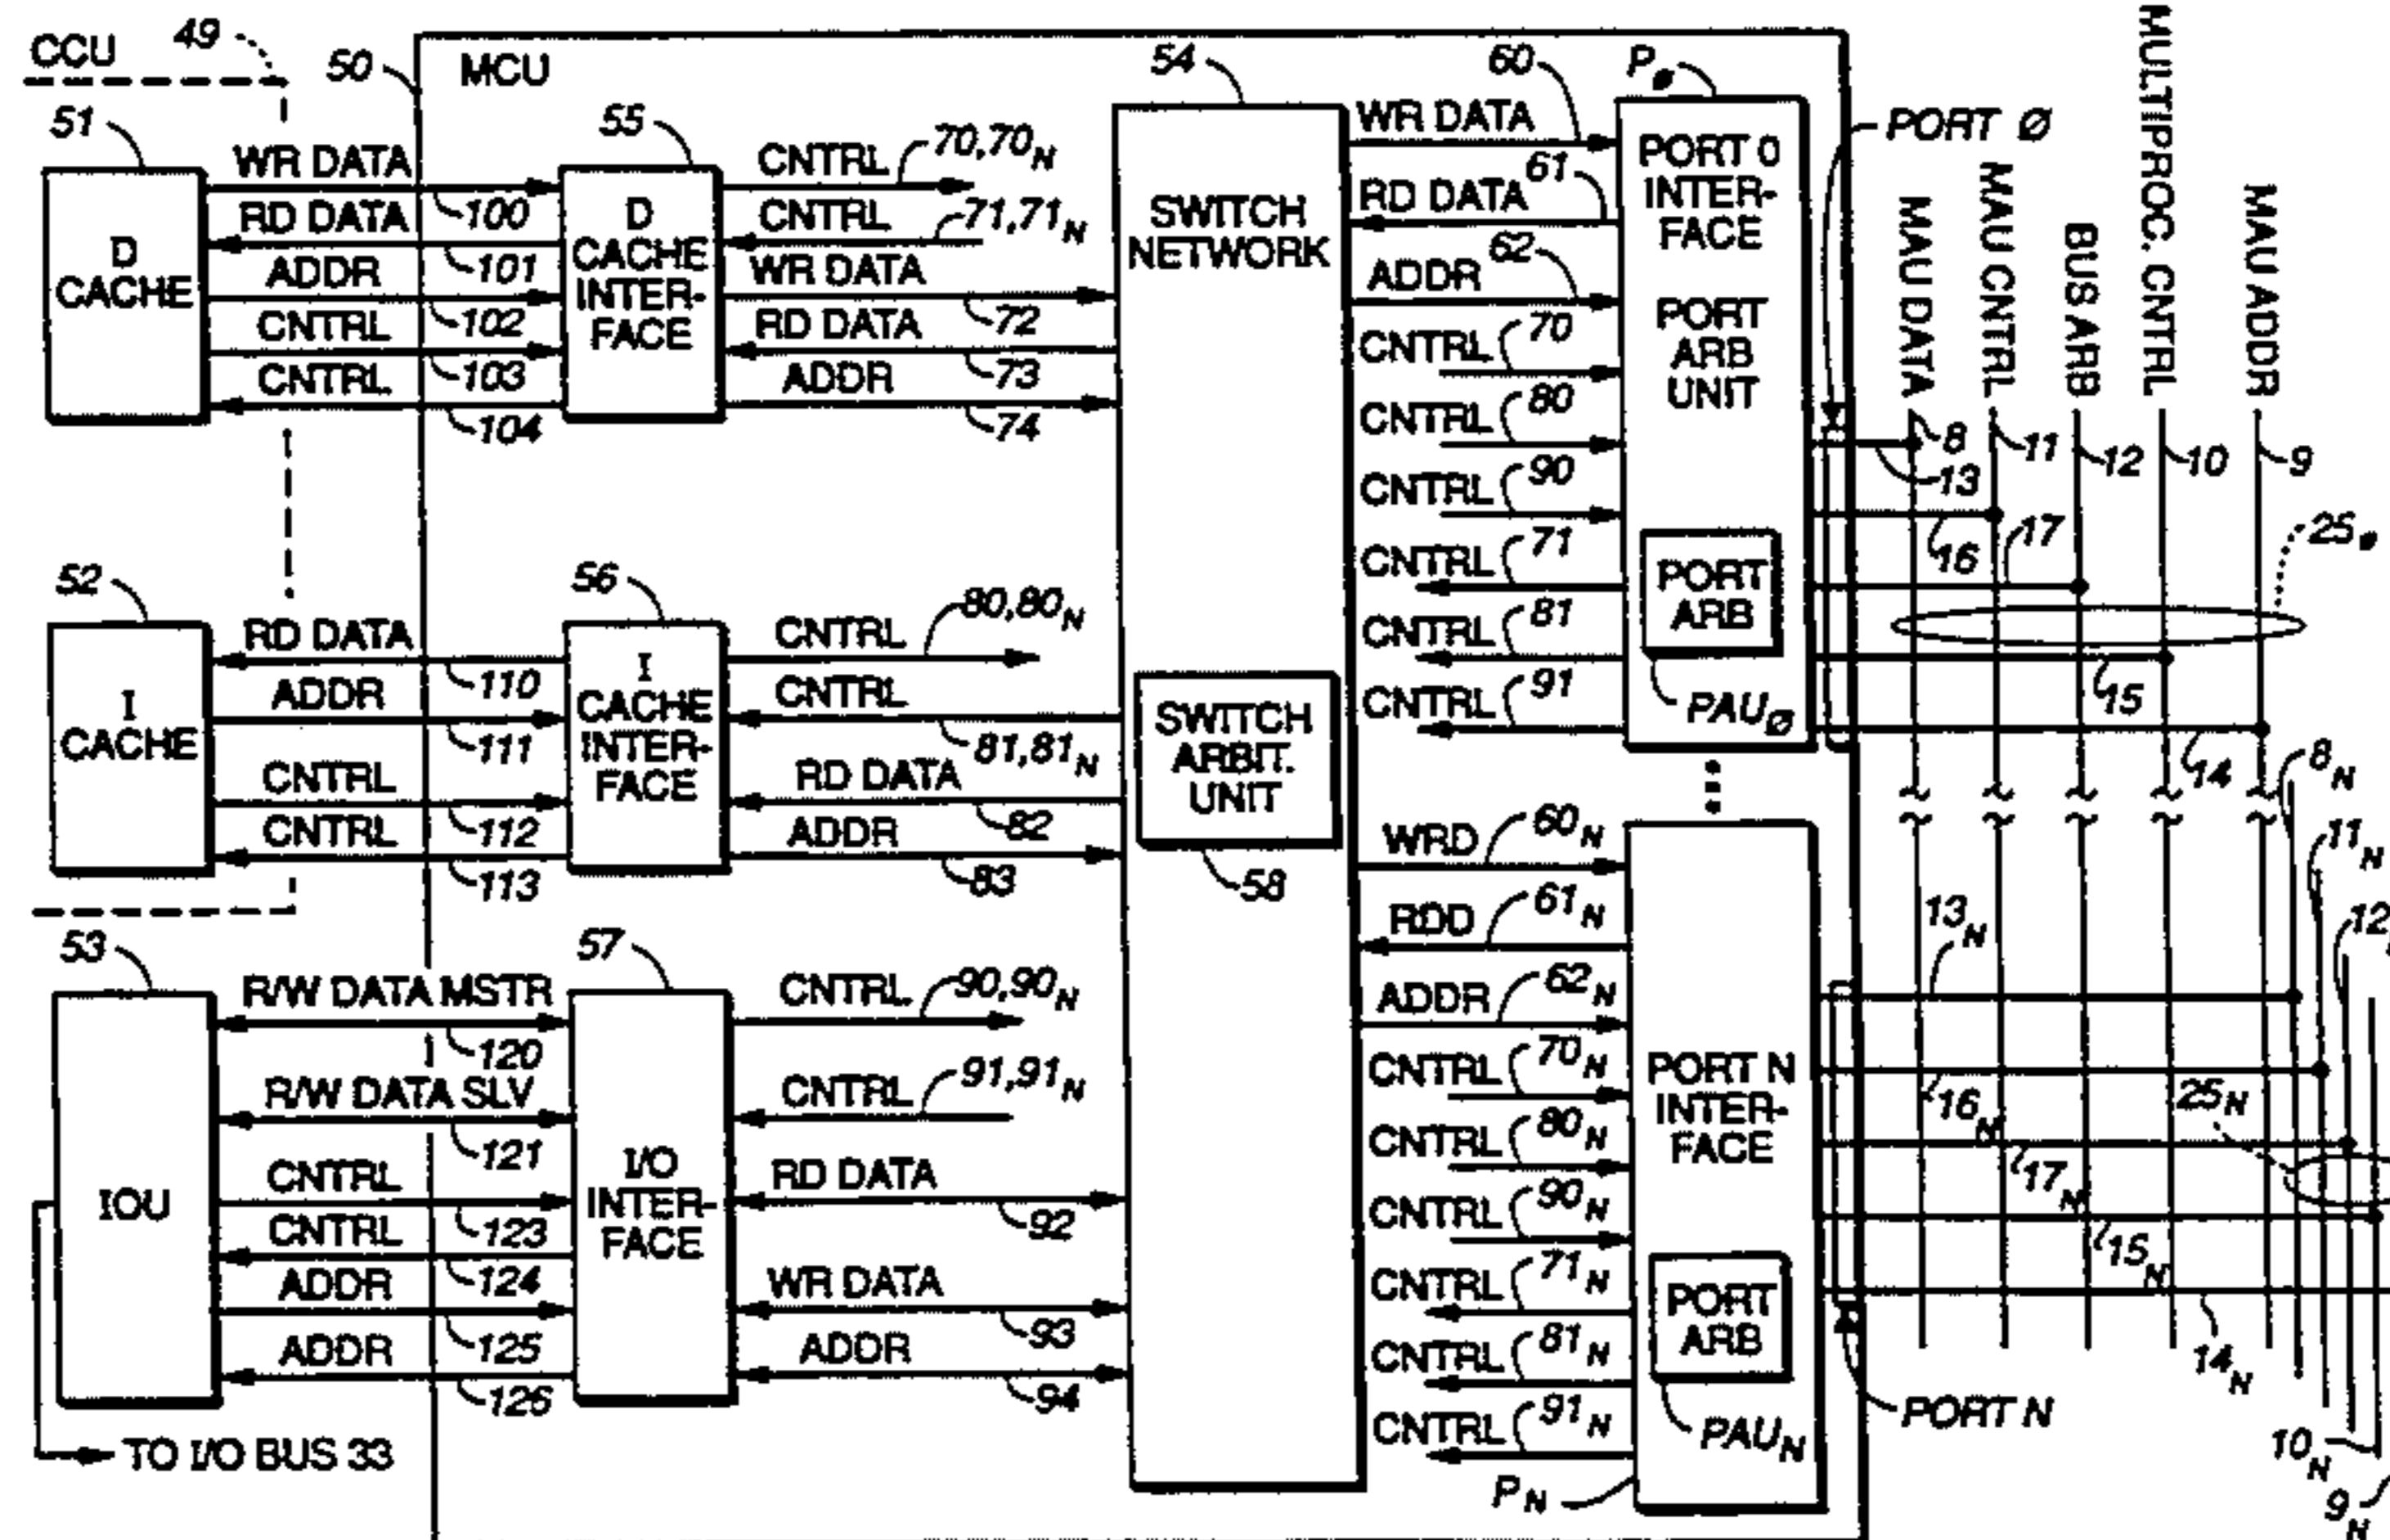 CCU
49
50
MCU
51
D
CACHE
WR DATA
100
RD DATA
101
ADDR
102
CNTRL
103
CNTRL
104
55
D
CACHE
INTER-
FACE
CNTRL
70,70N
CNTRL
71,71N
WR DATA
72
RD DATA
73
ADDR
74
52
I
CACHE
RD DATA
110
ADDR
111
CNTRL
112
CNTRL
113
56
I
CACHE
INTER-
FACE
CNTRL
80,80N
CNTRL
81,81N
RD DATA
82
ADDR
83
53
IOU
R/W DATA MSTR
120
R/W DATA SLV
121
CNTRL
123
CNTRL
124
ADDR
125
ADDR
126
TO I/O BUS 33
57
I/O
INTER-
FACE
CNTRL
90,90N
CNTRL
91,91N
RD DATA
92
WR DATA
93
ADDR
94
54
SWITCH
NETWORK
SWITCH
ARBIT.
UNIT
58
WR DATA
60
RD DATA
61
ADDR
62
CNTRL
70
CNTRL
80
CNTRL
90
CNTRL
71
CNTRL
81
CNTRL
91
PØ
PORT 0
INTER-
FACE
PORT
ARB
UNIT
PORT
ARB
PAUØ
PORT Ø
WRD
60N
RDD
61N
ADDR
62N
CNTRL
70N
CNTRL
80N
CNTRL
90N
CNTRL
71N
CNTRL
81N
CNTRL
91N
PORT N
INTER-
FACE
PORT
ARB
PAUN
PN
PORT N
MAU DATA
MAU CNTRL
BUS ARB
MULTIPROC. CNTRL
MAU ADDR
8
11
12
10
9
13
16
17
25Ø
15
14
8N
11N
12
13N
16N
25N
17N
15N
14N
10N
9N